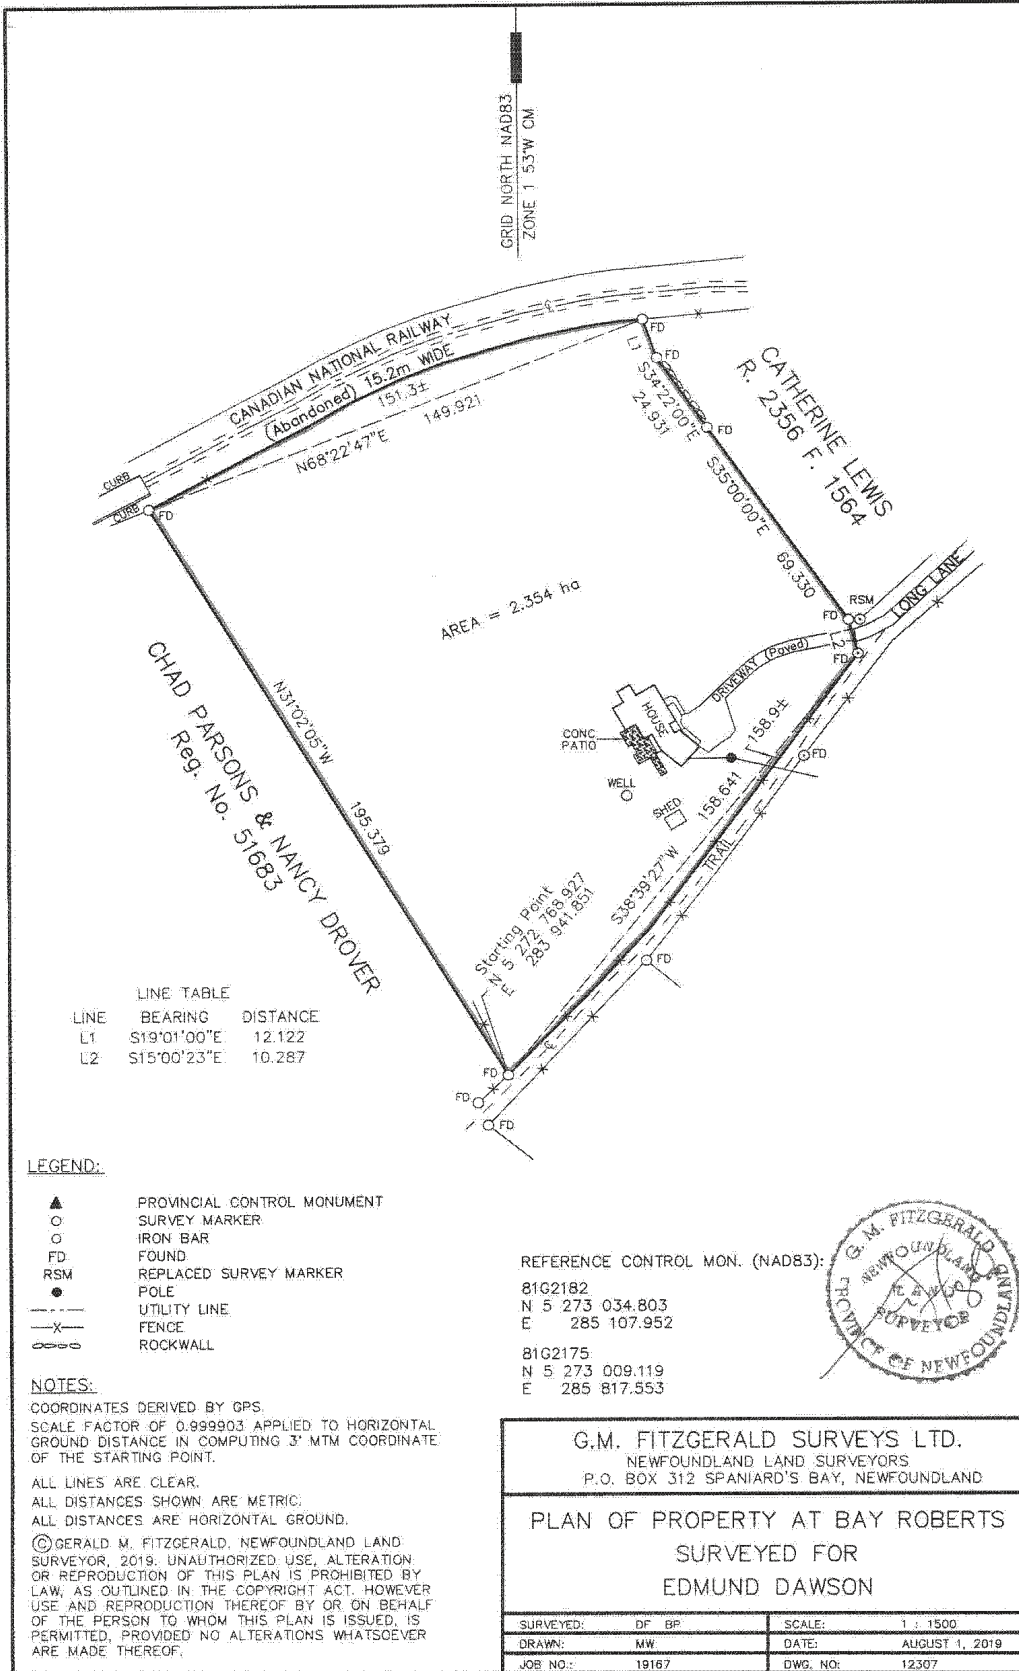 GRID NORTH NAD83
ZONE 1 53°W CM
CANADIAN NATIONAL RAILWAY
(Abandoned) 15.2m WIDE
151.3±
149.921
N68°22'47"E
CURB
CURB
FD
FD
L1
FD
S34°22'00"E
24.931
FD
CATHERINE LEWIS
R. 2356 F. 1564
S35°00'00"E
69.330
RSM
FD
L2
FD
LONG LANE
AREA = 2.354 ha
DRIVEWAY (Paved)
HOUSE
CONC
PATIO
WELL
SHED
158.9±
158.641
FD
TRAIL
S38°39'27"W
FD
CHAD PARSONS & NANCY DROVER
Reg. No. 51683
N31°02'05"W
195.379
Starting Point
N 5 272 768.927
E 283 941.851
FD
FD
FD
LINE TABLE
LINE BEARING DISTANCE
L1 S19°01'00"E 12.122
L2 S15°00'23"E 10.287
LEGEND:
PROVINCIAL CONTROL MONUMENT
SURVEY MARKER
IRON BAR
FD FOUND
RSM REPLACED SURVEY MARKER
POLE
UTILITY LINE
FENCE
ROCKWALL
NOTES:
COORDINATES DERIVED BY GPS.
SCALE FACTOR OF 0.999903 APPLIED TO HORIZONTAL
GROUND DISTANCE IN COMPUTING 3° MTM COORDINATE
OF THE STARTING POINT.
ALL LINES ARE CLEAR.
ALL DISTANCES SHOWN ARE METRIC.
ALL DISTANCES ARE HORIZONTAL GROUND.
© GERALD M. FITZGERALD, NEWFOUNDLAND LAND
SURVEYOR, 2019. UNAUTHORIZED USE, ALTERATION
OR REPRODUCTION OF THIS PLAN IS PROHIBITED BY
LAW, AS OUTLINED IN THE COPYRIGHT ACT. HOWEVER
USE AND REPRODUCTION THEREOF BY OR ON BEHALF
OF THE PERSON TO WHOM THIS PLAN IS ISSUED, IS
PERMITTED, PROVIDED NO ALTERATIONS WHATSOEVER
ARE MADE THEREOF.
REFERENCE CONTROL MON. (NAD83):
81G2182
N 5 273 034.803
E 285 107.952
81G2175
N 5 273 009.119
E 285 817.553
G. M. FITZGERALD
NEWFOUNDLAND
LANDS
SURVEYOR
PROVINCE OF NEWFOUNDLAND
G.M. FITZGERALD SURVEYS LTD.
NEWFOUNDLAND LAND SURVEYORS
P.O. BOX 312 SPANIARD'S BAY, NEWFOUNDLAND
PLAN OF PROPERTY AT BAY ROBERTS
SURVEYED FOR
EDMUND DAWSON
SURVEYED: DF BP SCALE: 1 : 1500
DRAWN: MW DATE: AUGUST 1, 2019
JOB NO.: 19167 DWG. NO: 12307